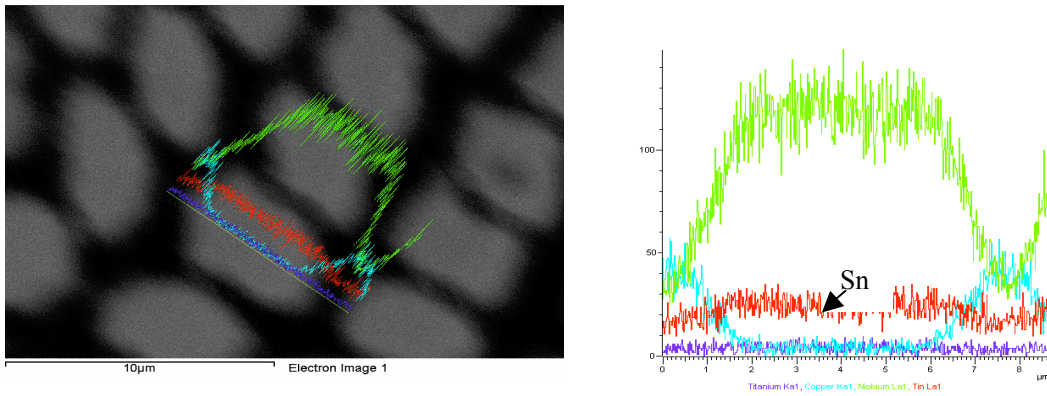 10µm
Electron Image 1
100
50
0
Sn
0 1 2 3 4 5 6 7 8
µm
Titanium Ka1, Copper Ka1, Niobium La1, Tin La1